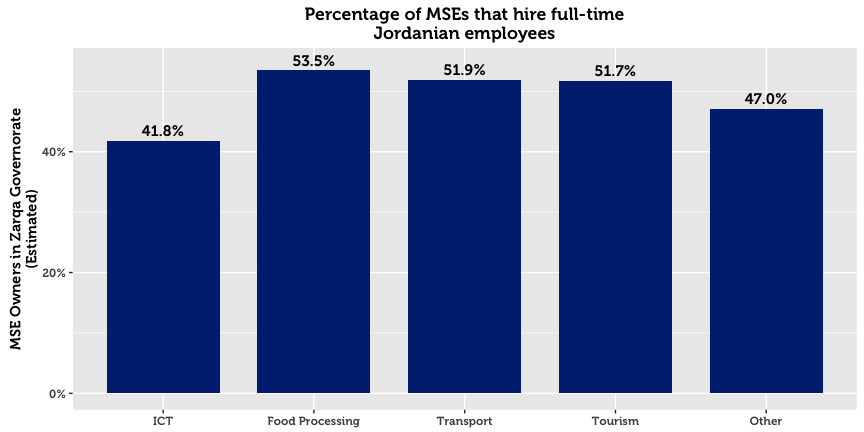 Percentage of MSEs that hire full-time
Jordanian employees
MSE Owners in Zarqa Governorate
(Estimated)
40%
20%
0%
41.8%
53.5%
51.9%
51.7%
47.0%
ICT
Food Processing
Transport
Tourism
Other